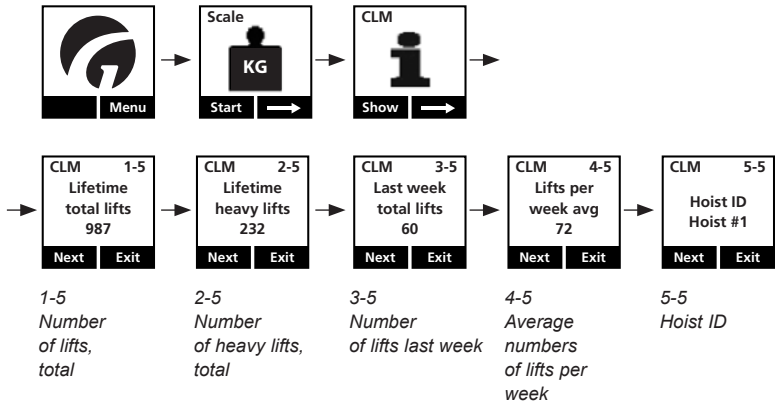 Menu
Scale
KG
Start
CLM
Show
CLM 1-5
Lifetime
total lifts
987
Next Exit
CLM 2-5
Lifetime
heavy lifts
232
Next Exit
CLM 3-5
Last week
total lifts
60
Next Exit
CLM 4-5
Lifts per
week avg
72
Next Exit
CLM 5-5
Hoist ID
Hoist #1
Next Exit
1-5
Number
of lifts,
total
2-5
Number
of heavy lifts,
total
3-5
Number
of lifts last week
4-5
Average
numbers
of lifts per
week
5-5
Hoist ID